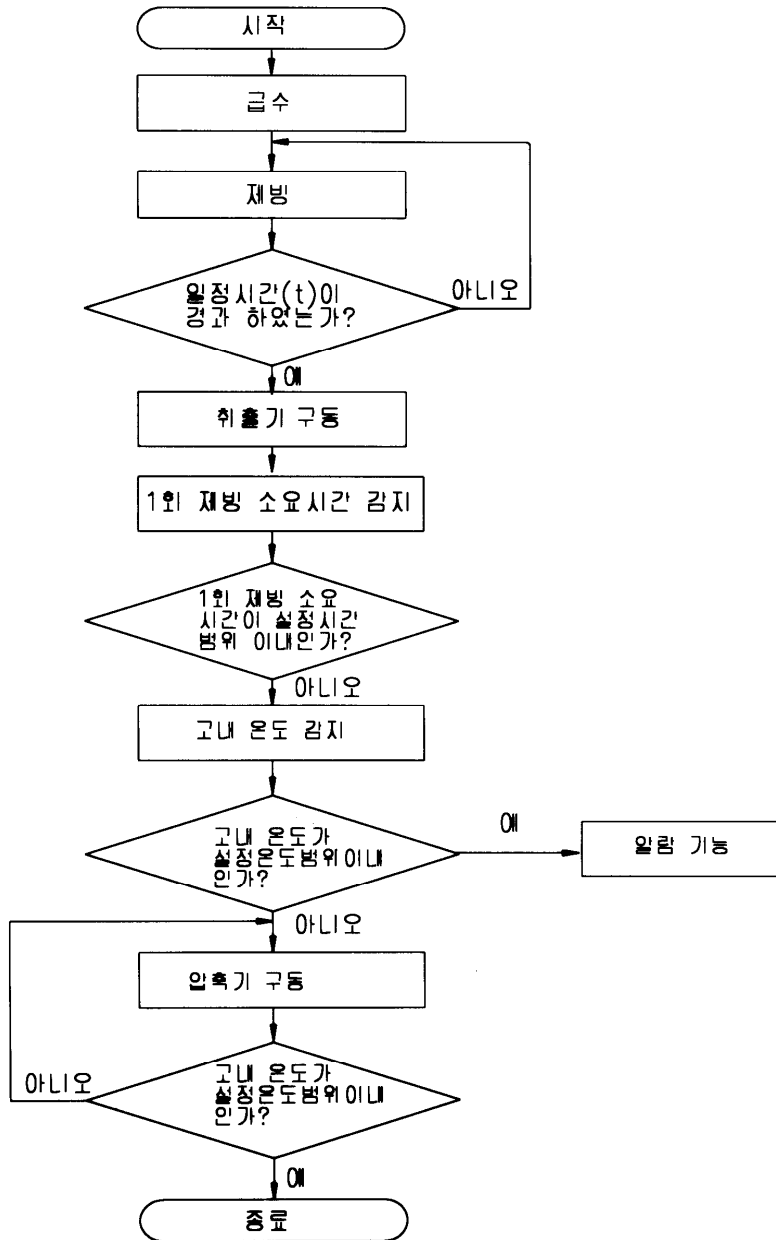 시작
급수
제빙
일정시간(t)이
경과 하였는가?
아니오
예
취출기 구동
1회 제빙 소요시간 감지
1회 제빙 소요
시간이 설정시간
범위 이내인가?
아니오
고내 온도 감지
고내 온도가
설정온도범위이내
인가?
예
알람 기능
아니오
압축기 구동
고내 온도가
설정온도범위이내
인가?
아니오
예
종료